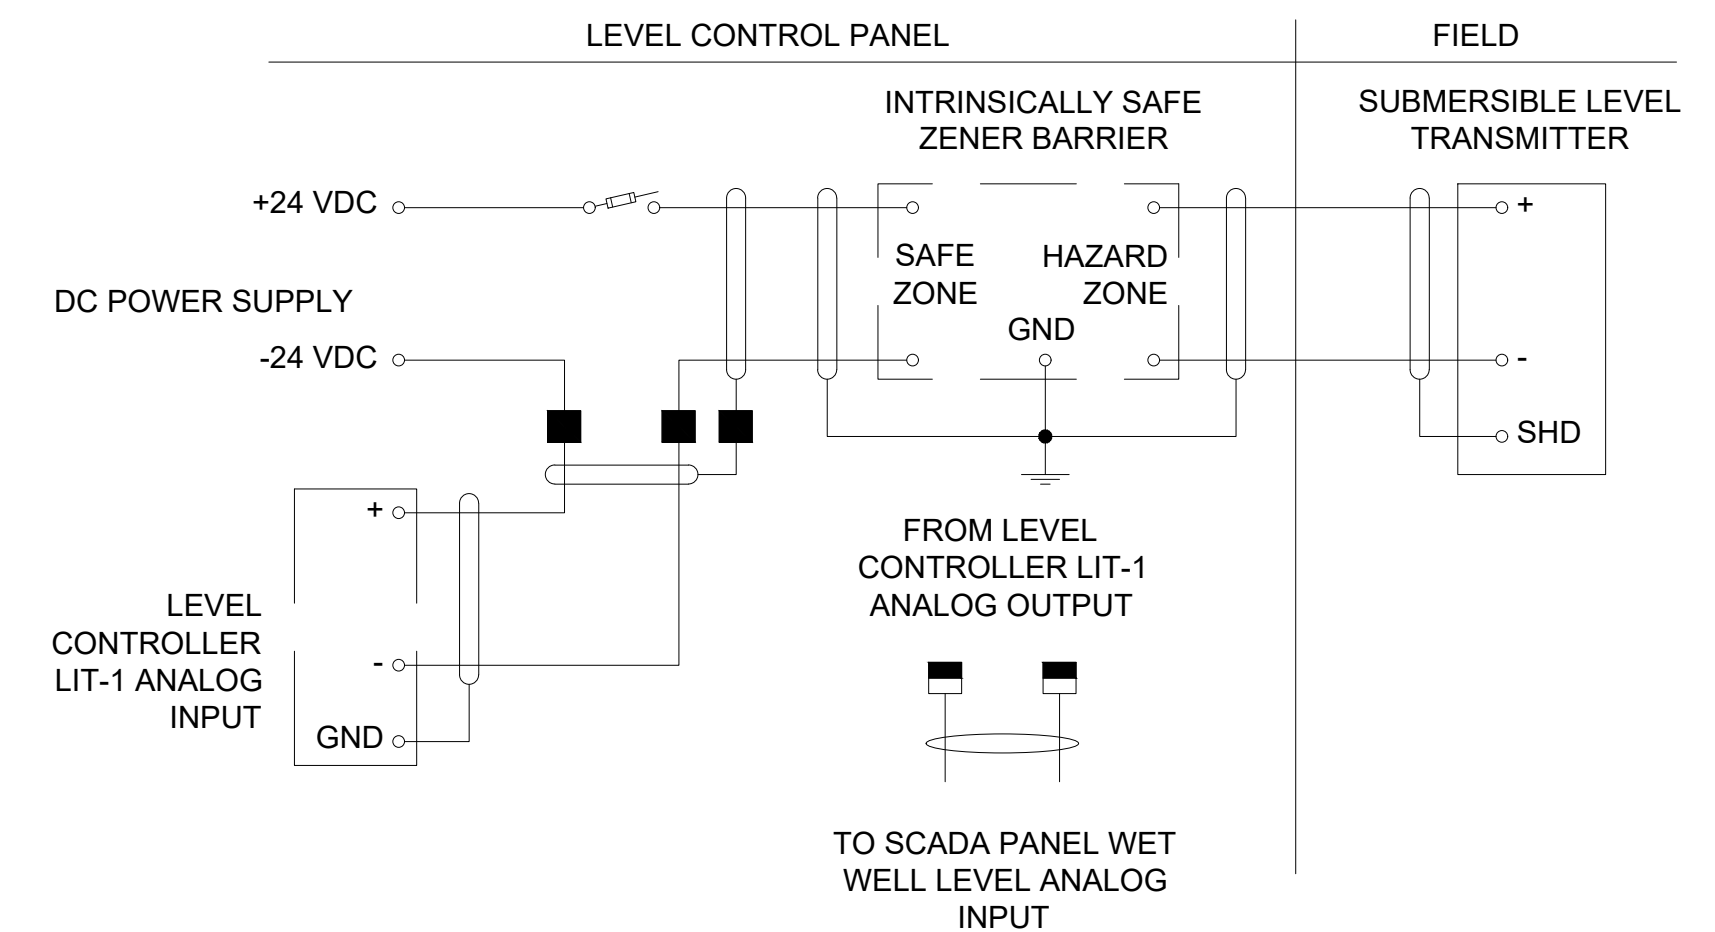 LEVEL CONTROL PANEL
FIELD
INTRINSICALLY SAFE
ZENER BARRIER
SUBMERSIBLE LEVEL
TRANSMITTER
+24 VDC
+
SAFE
ZONE
HAZARD
ZONE
DC POWER SUPPLY
GND
-24 VDC
-
SHD
+
LEVEL
CONTROLLER
LIT-1 ANALOG
INPUT
-
GND
FROM LEVEL
CONTROLLER LIT-1
ANALOG OUTPUT
TO SCADA PANEL WET
WELL LEVEL ANALOG
INPUT